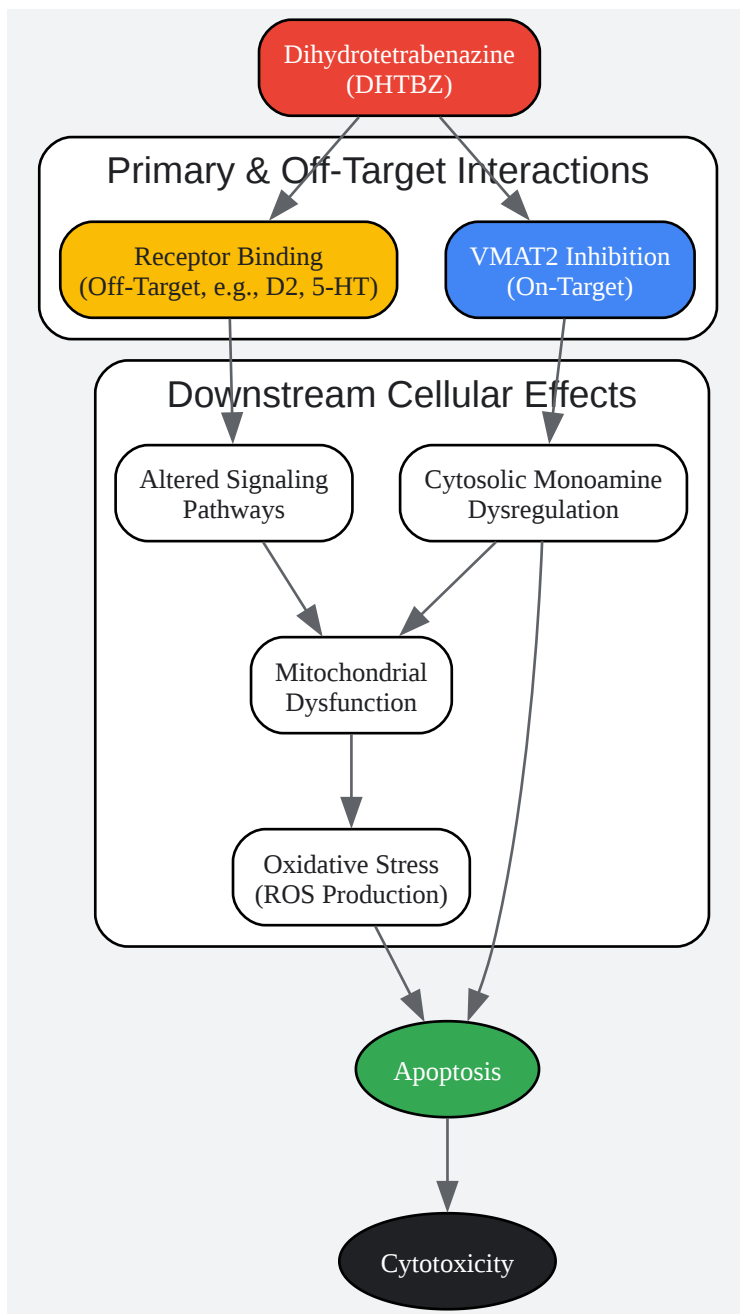 Dihydrotetrabenazine
(DHTBZ)
Primary & Off-Target Interactions
Receptor Binding
(Off-Target, e.g., D2, 5-HT)
VMAT2 Inhibition
(On-Target)
Downstream Cellular Effects
Altered Signaling
Pathways
Cytosolic Monoamine
Dysregulation
Mitochondrial
Dysfunction
Oxidative Stress
(ROS Production)
Apoptosis
Cytotoxicity